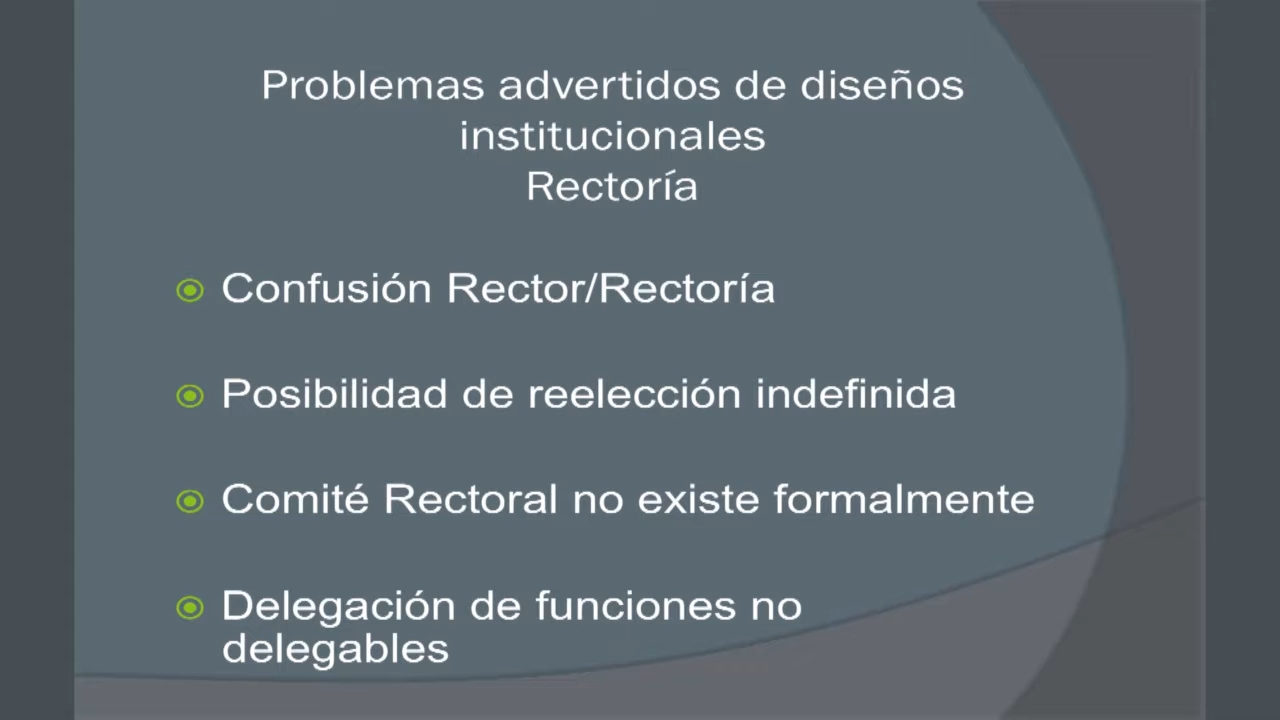 Problemas advertidos de diseños
institucionales
Rectoría
Confusión Rector/Rectoría
Posibilidad de reelección indefinida
Comité Rectoral no existe formalmente
Delegación de funciones no
delegables